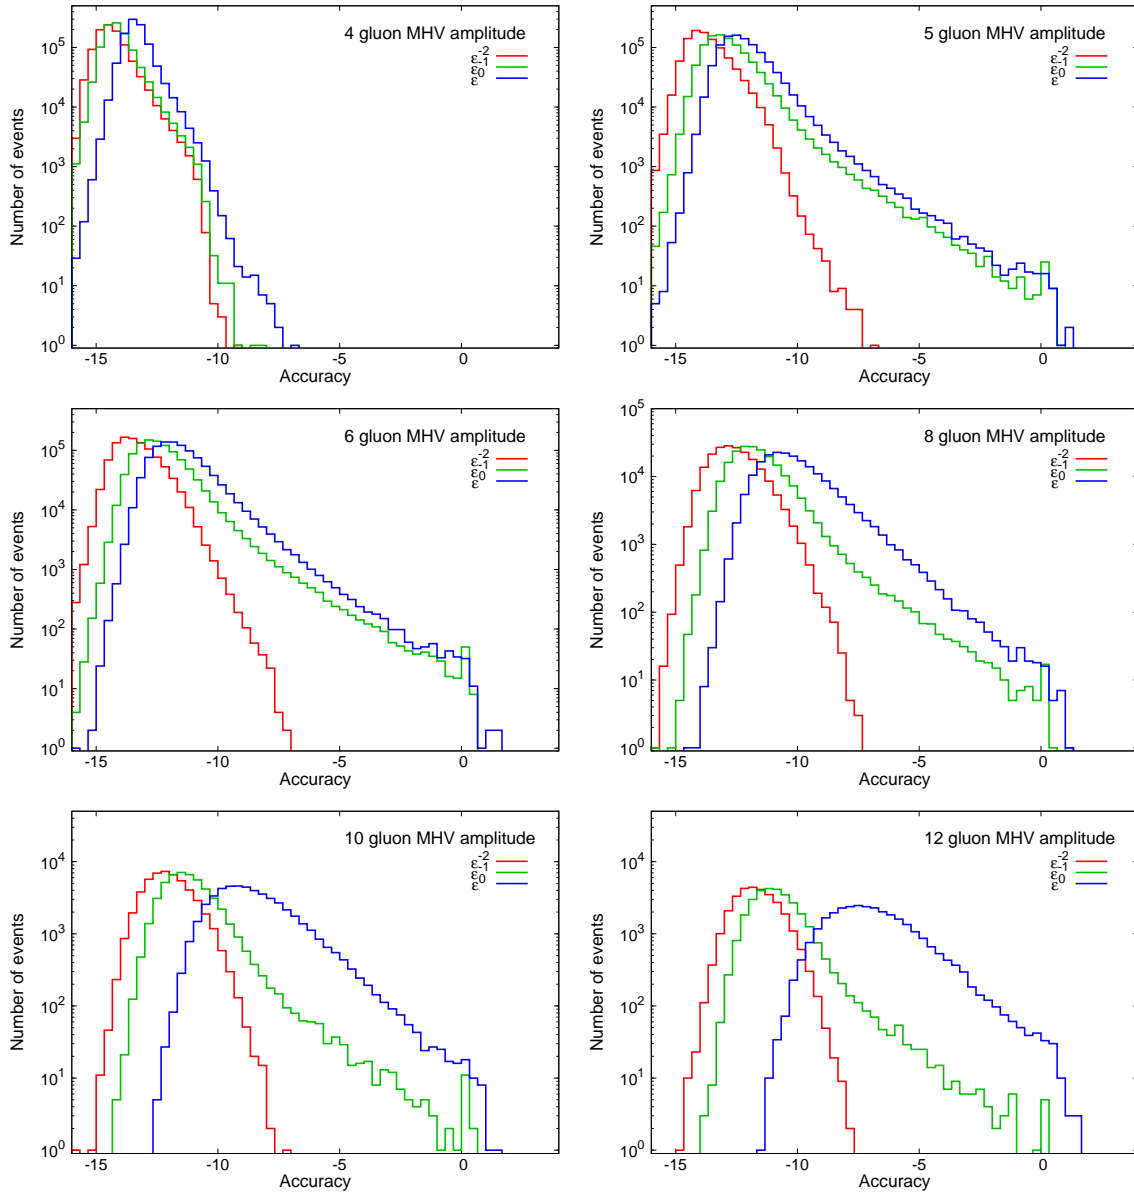 4 gluon MHV amplitude
ε^-2
ε^-1
ε^0
Number of events
10^5
10^4
10^3
10^2
10^1
10^0
-15 -10 -5 0
Accuracy
5 gluon MHV amplitude
ε^-2
ε^-1
ε^0
Number of events
10^5
10^4
10^3
10^2
10^1
10^0
-15 -10 -5 0
Accuracy
6 gluon MHV amplitude
ε^-2
ε^-1
ε^0
Number of events
10^5
10^4
10^3
10^2
10^1
10^0
-15 -10 -5 0
Accuracy
8 gluon MHV amplitude
ε^-2
ε^-1
ε^0
Number of events
10^5
10^4
10^3
10^2
10^1
10^0
-15 -10 -5 0
Accuracy
10 gluon MHV amplitude
ε^-2
ε^-1
ε^0
Number of events
10^4
10^3
10^2
10^1
10^0
-15 -10 -5 0
Accuracy
12 gluon MHV amplitude
ε^-2
ε^-1
ε^0
Number of events
10^4
10^3
10^2
10^1
10^0
-15 -10 -5 0
Accuracy